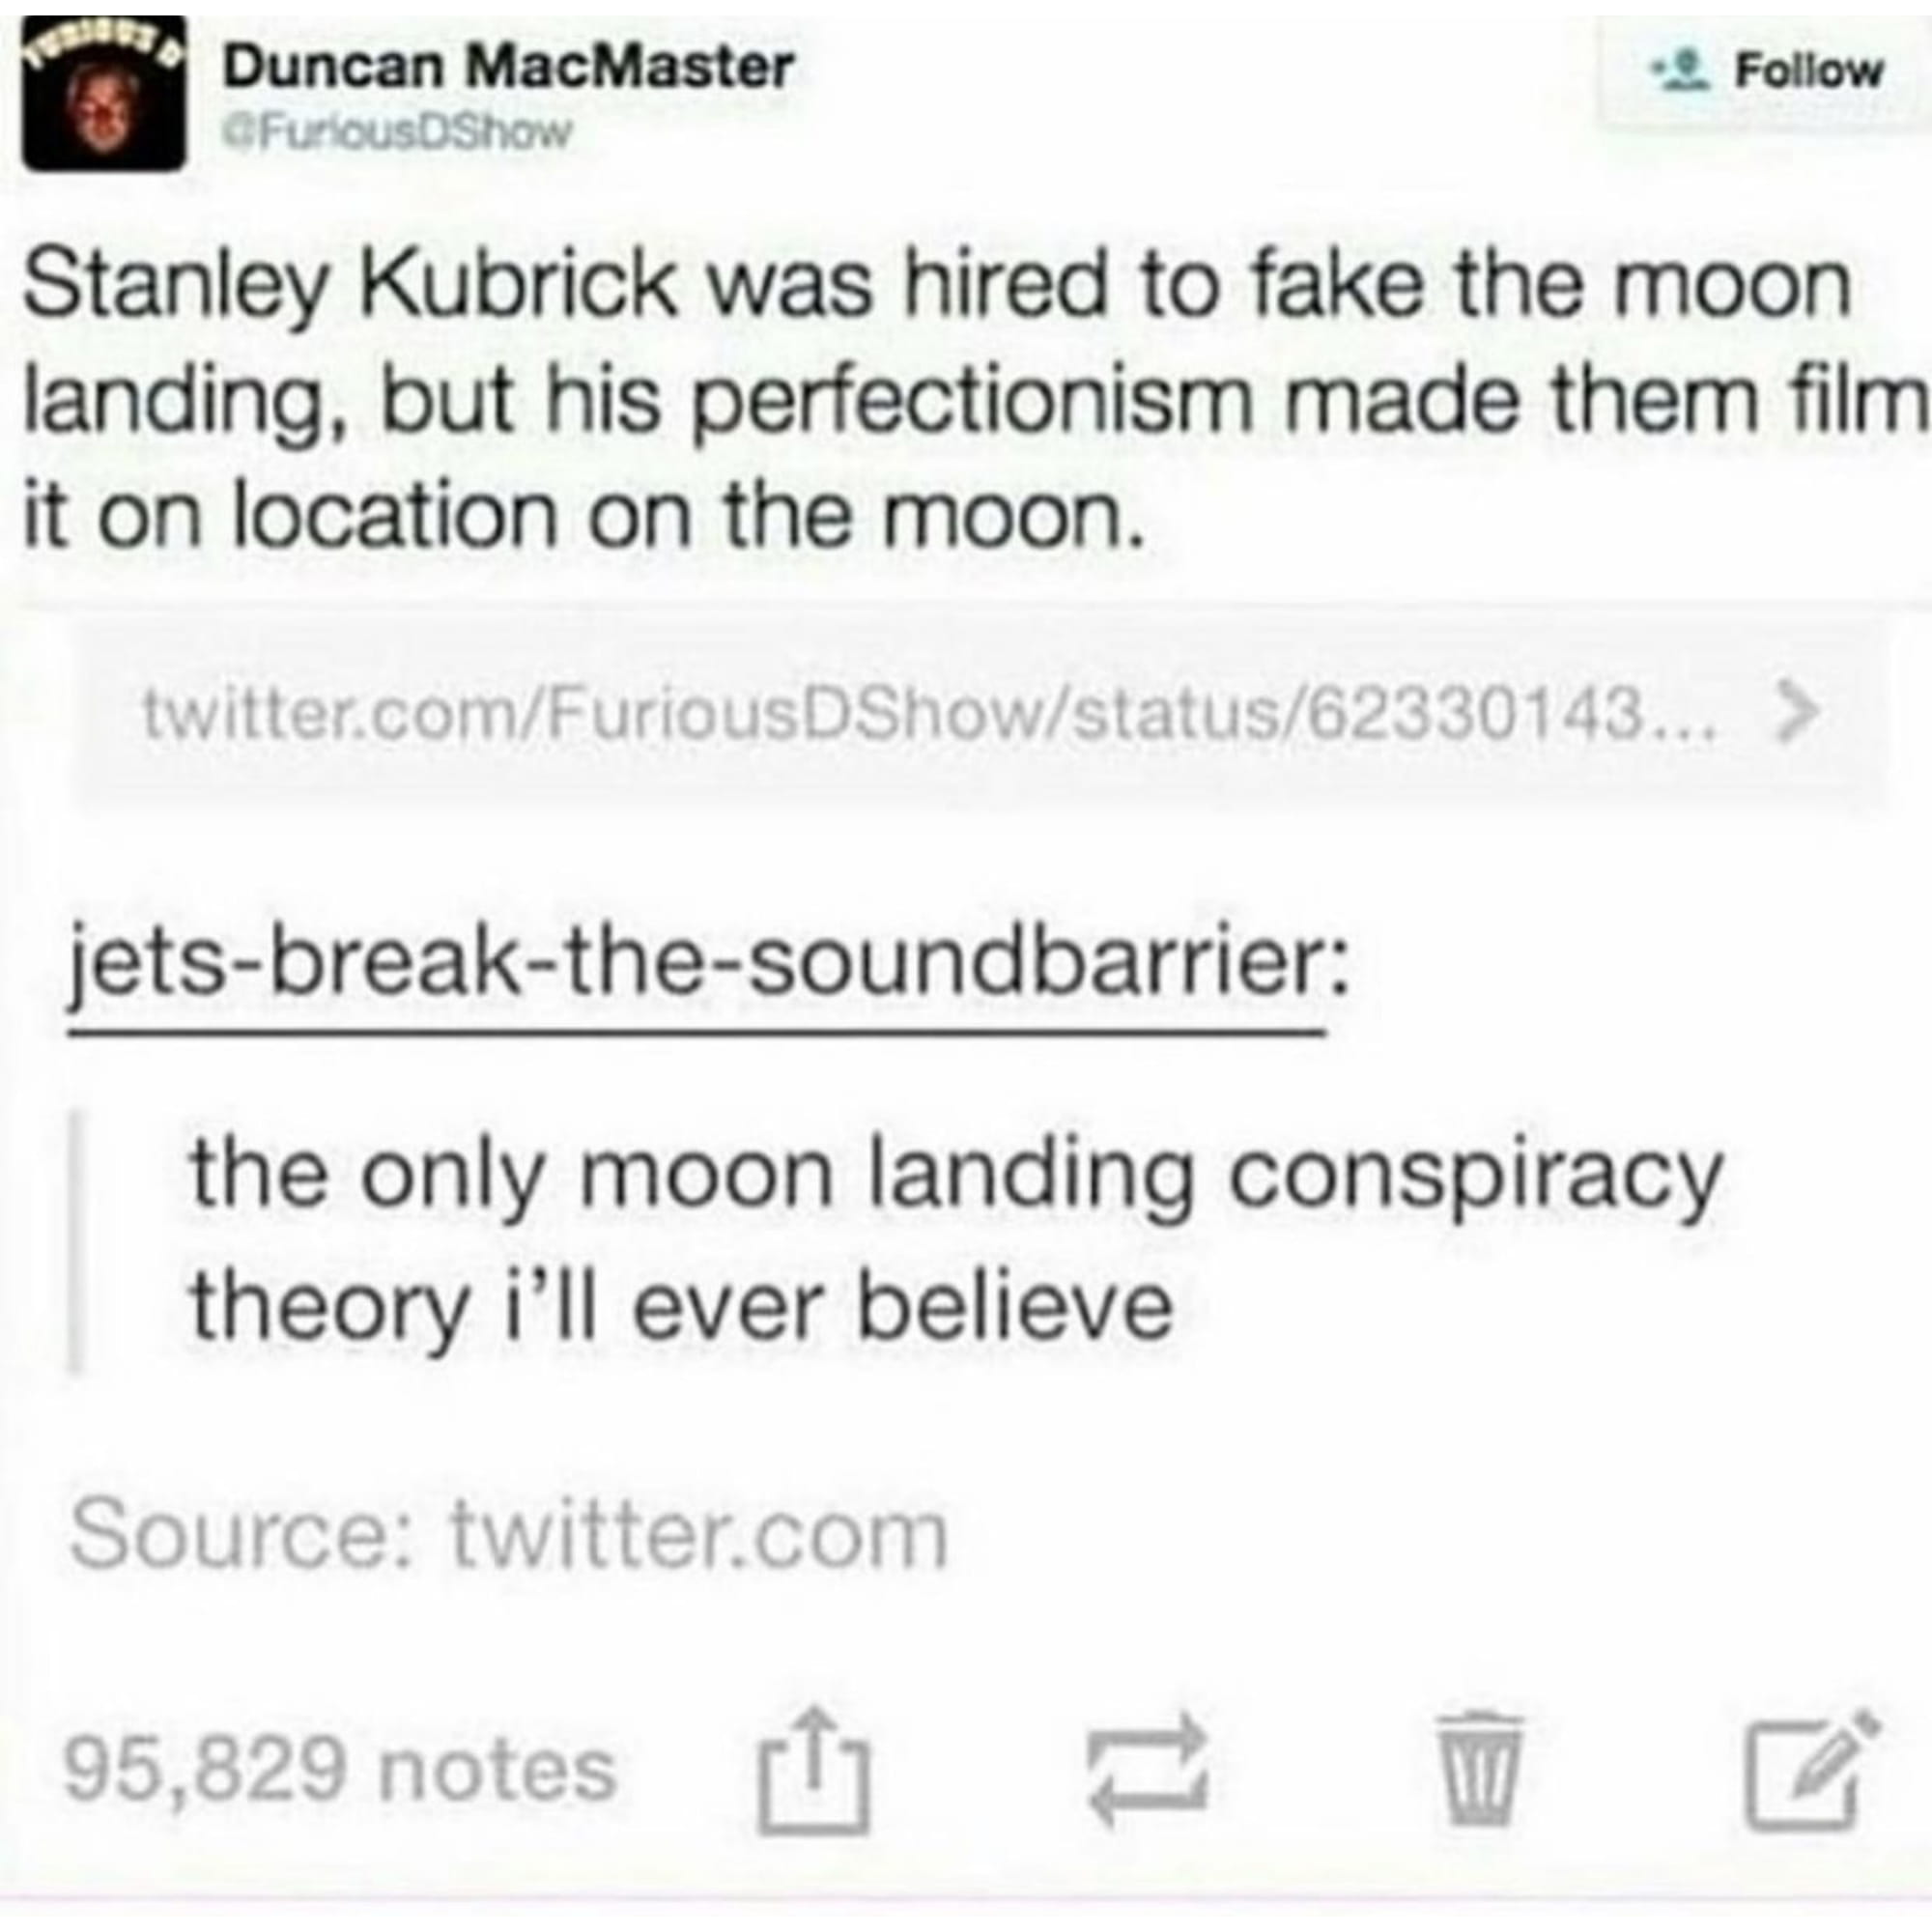 FURIOUS D
Duncan MacMaster
@FuriousDShow
Follow
Stanley Kubrick was hired to fake the moon
landing, but his perfectionism made them film
it on location on the moon.
twitter.com/FuriousDShow/status/62330143...
jets-break-the-soundbarrier:
the only moon landing conspiracy
theory i’ll ever believe
Source: twitter.com
95,829 notes